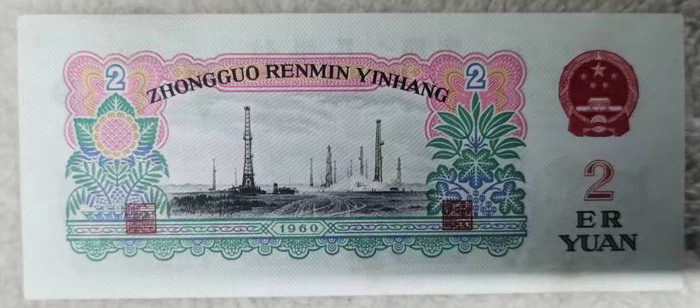 2
ZHONGGUO RENMIN YINHANG
2
1960
2
ER
YUAN